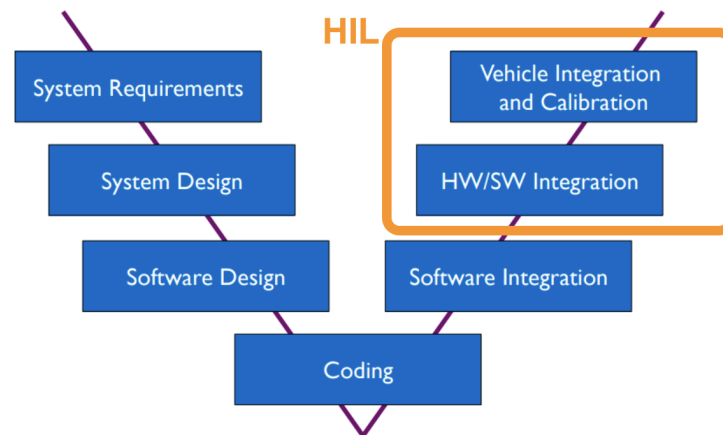 HIL
System Requirements
Vehicle Integration
and Calibration
System Design
HW/SW Integration
Software Design
Software Integration
Coding